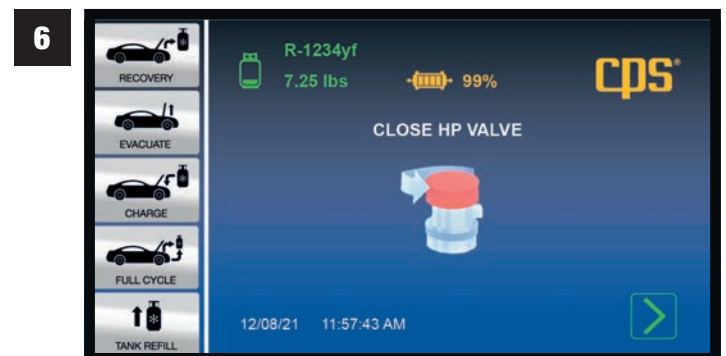 6
RECOVERY
EVACUATE
CHARGE
FULL CYCLE
TANK REFILL
R-1234yf
7.25 lbs
99%
cps®
CLOSE HP VALVE
12/08/21 11:57:43 AM